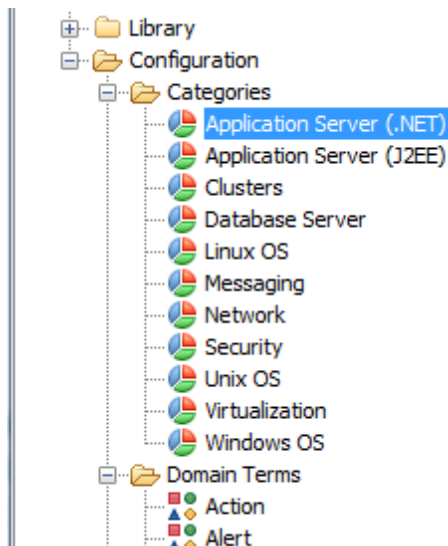 Library
Configuration
Categories
Application Server (.NET)
Application Server (J2EE)
Clusters
Database Server
Linux OS
Messaging
Network
Security
Unix OS
Virtualization
Windows OS
Domain Terms
Action
Alert